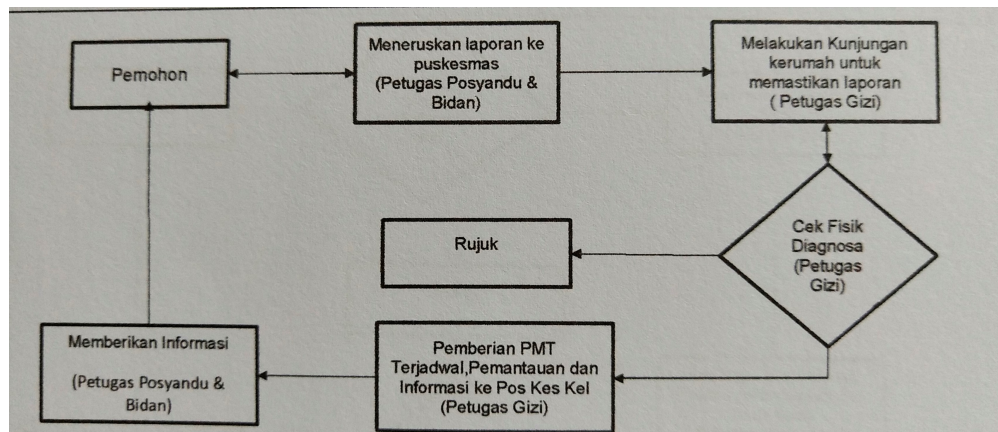 Pemohon
Meneruskan laporan ke
puskesmas
(Petugas Posyandu &
Bidan)
Melakukan Kunjungan
kerumah untuk
memastikan laporan
( Petugas Gizi)
Cek Fisik
Diagnosa
(Petugas
Gizi)
Rujuk
Pemberian PMT
Terjadwal,Pemantauan dan
Informasi ke Pos Kes Kel
(Petugas Gizi)
Memberikan Informasi
(Petugas Posyandu &
Bidan)